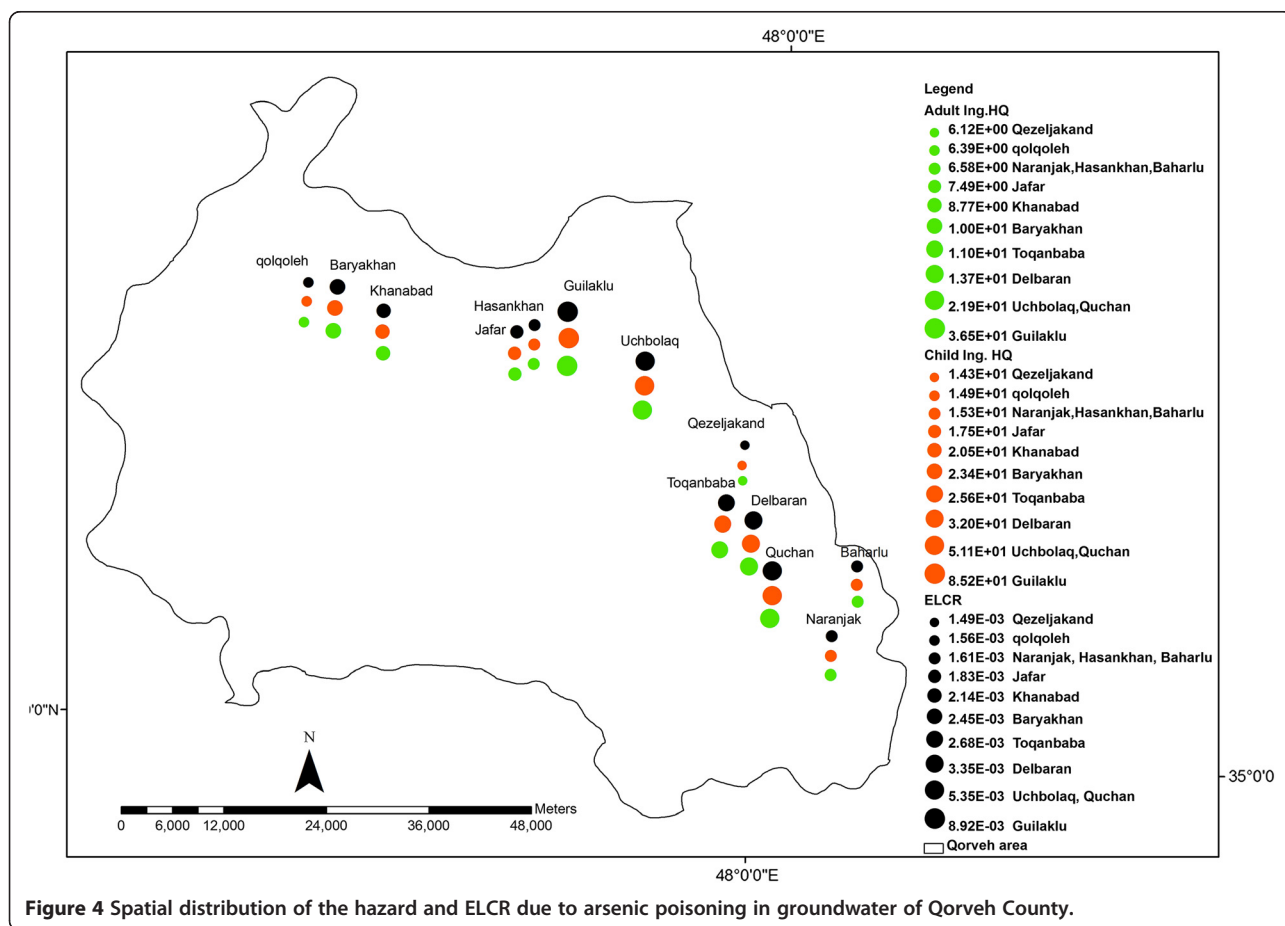 48°0'0"E
Legend
Adult Ing.HQ
6.12E+00 Qezeljakand
6.39E+00 qolqoleh
6.58E+00 Naranjak,Hasankhan,Baharlu
7.49E+00 Jafar
8.77E+00 Khanabad
1.00E+01 Baryakhan
1.10E+01 Toqanbaba
1.37E+01 Delbaran
2.19E+01 Uchbolaq,Quchan
3.65E+01 Guilaklu
Child Ing. HQ
1.43E+01 Qezeljakand
1.49E+01 qolqoleh
1.53E+01 Naranjak,Hasankhan,Baharlu
1.75E+01 Jafar
2.05E+01 Khanabad
2.34E+01 Baryakhan
2.56E+01 Toqanbaba
3.20E+01 Delbaran
5.11E+01 Uchbolaq,Quchan
8.52E+01 Guilaklu
ELCR
1.49E-03 Qezeljakand
1.56E-03 qolqoleh
1.61E-03 Naranjak, Hasankhan, Baharlu
1.83E-03 Jafar
2.14E-03 Khanabad
2.45E-03 Baryakhan
2.68E-03 Toqanbaba
3.35E-03 Delbaran
5.35E-03 Uchbolaq, Quchan
8.92E-03 Guilaklu
Qorveh area
qolqoleh
Baryakhan
Khanabad
Hasankhan
Jafar
Guilaklu
Uchbolaq
Qezeljakand
Toqanbaba
Delbaran
Quchan
Baharlu
Naranjak
0'0"N
N
35°0'0
Meters
0 6,000 12,000 24,000 36,000 48,000
48°0'0"E
Figure 4 Spatial distribution of the hazard and ELCR due to arsenic poisoning in groundwater of Qorveh County.